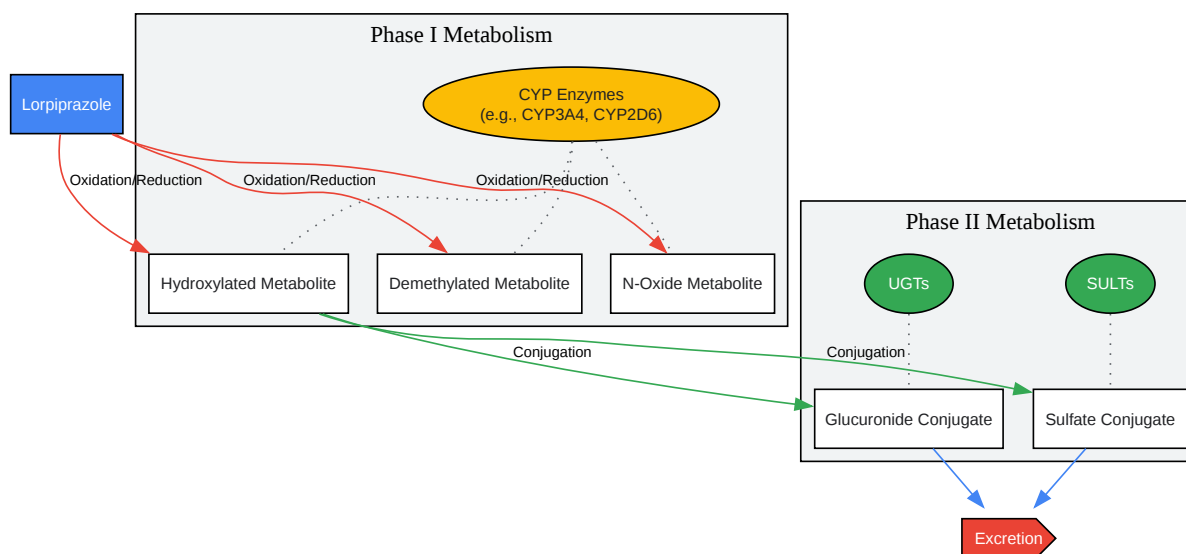 Phase I Metabolism
Lorpiprazole
CYP Enzymes
(e.g., CYP3A4, CYP2D6)
Oxidation/Reduction
Oxidation/Reduction
Oxidation/Reduction
Phase II Metabolism
Hydroxylated Metabolite
Demethylated Metabolite
N-Oxide Metabolite
UGTs
SULTs
Conjugation
Conjugation
Glucuronide Conjugate
Sulfate Conjugate
Excretion